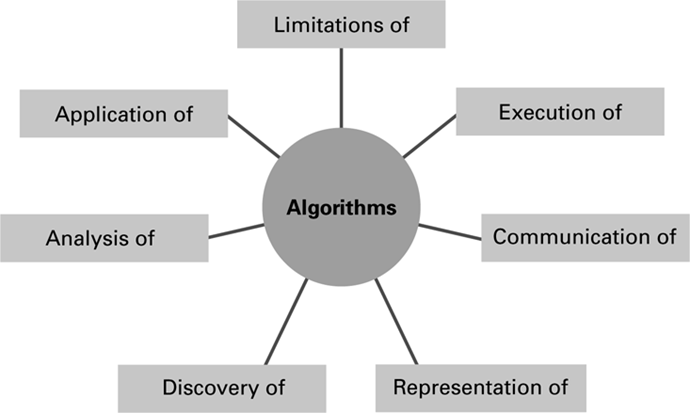 Limitations of
Application of
Execution of
Algorithms
Analysis of
Communication of
Discovery of
Representation of